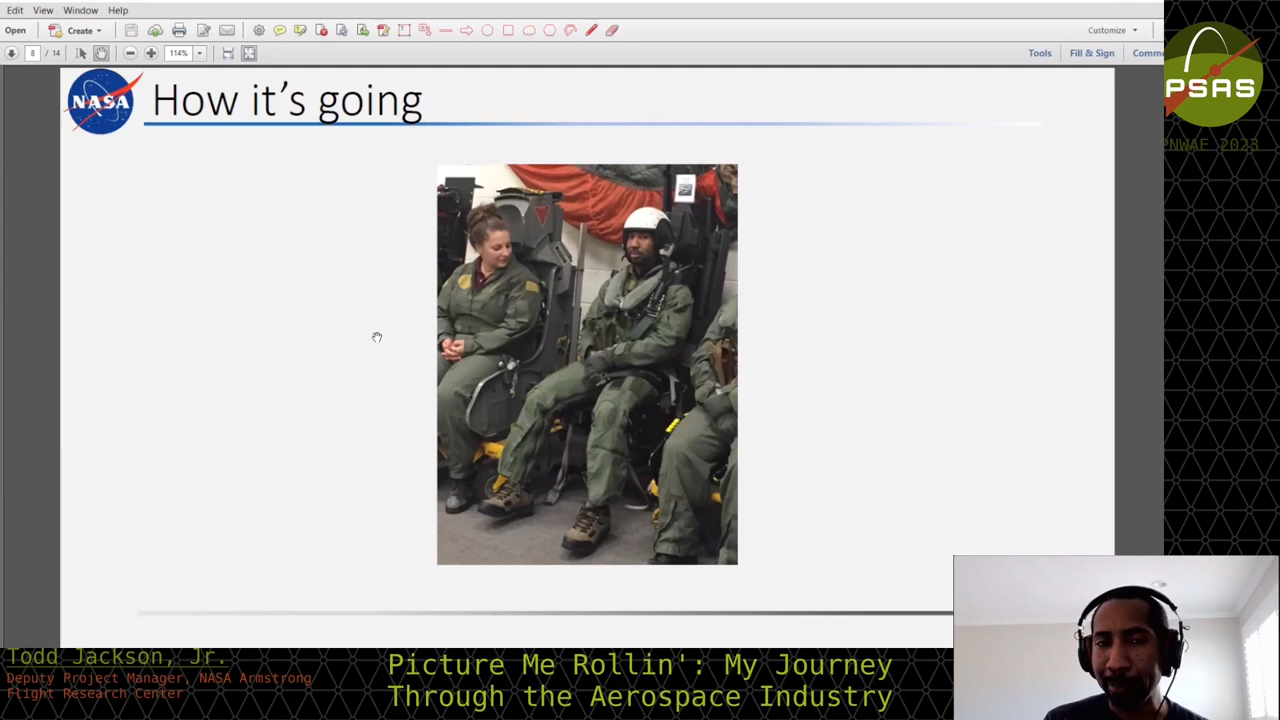 Edit View Window Help
Open Create Customize
8 / 14 114% Tools Fill & Sign Comme
NASA
How it's going
PSAS
PNWAF 2023
Todd Jackson, Jr.
Deputy Project Manager, NASA Armstrong
Flight Research Center
Picture Me Rollin': My Journey
Through the Aerospace Industry